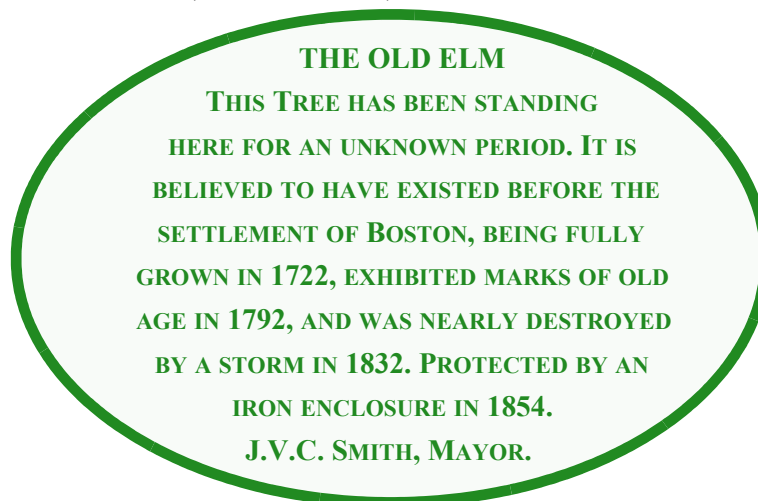 THE OLD ELM
THIS TREE HAS BEEN STANDING
HERE FOR AN UNKNOWN PERIOD. IT IS
BELIEVED TO HAVE EXISTED BEFORE THE
SETTLEMENT OF BOSTON, BEING FULLY
GROWN IN 1722, EXHIBITED MARKS OF OLD
AGE IN 1792, AND WAS NEARLY DESTROYED
BY A STORM IN 1832. PROTECTED BY AN
IRON ENCLOSURE IN 1854.
J.V.C. SMITH, MAYOR.